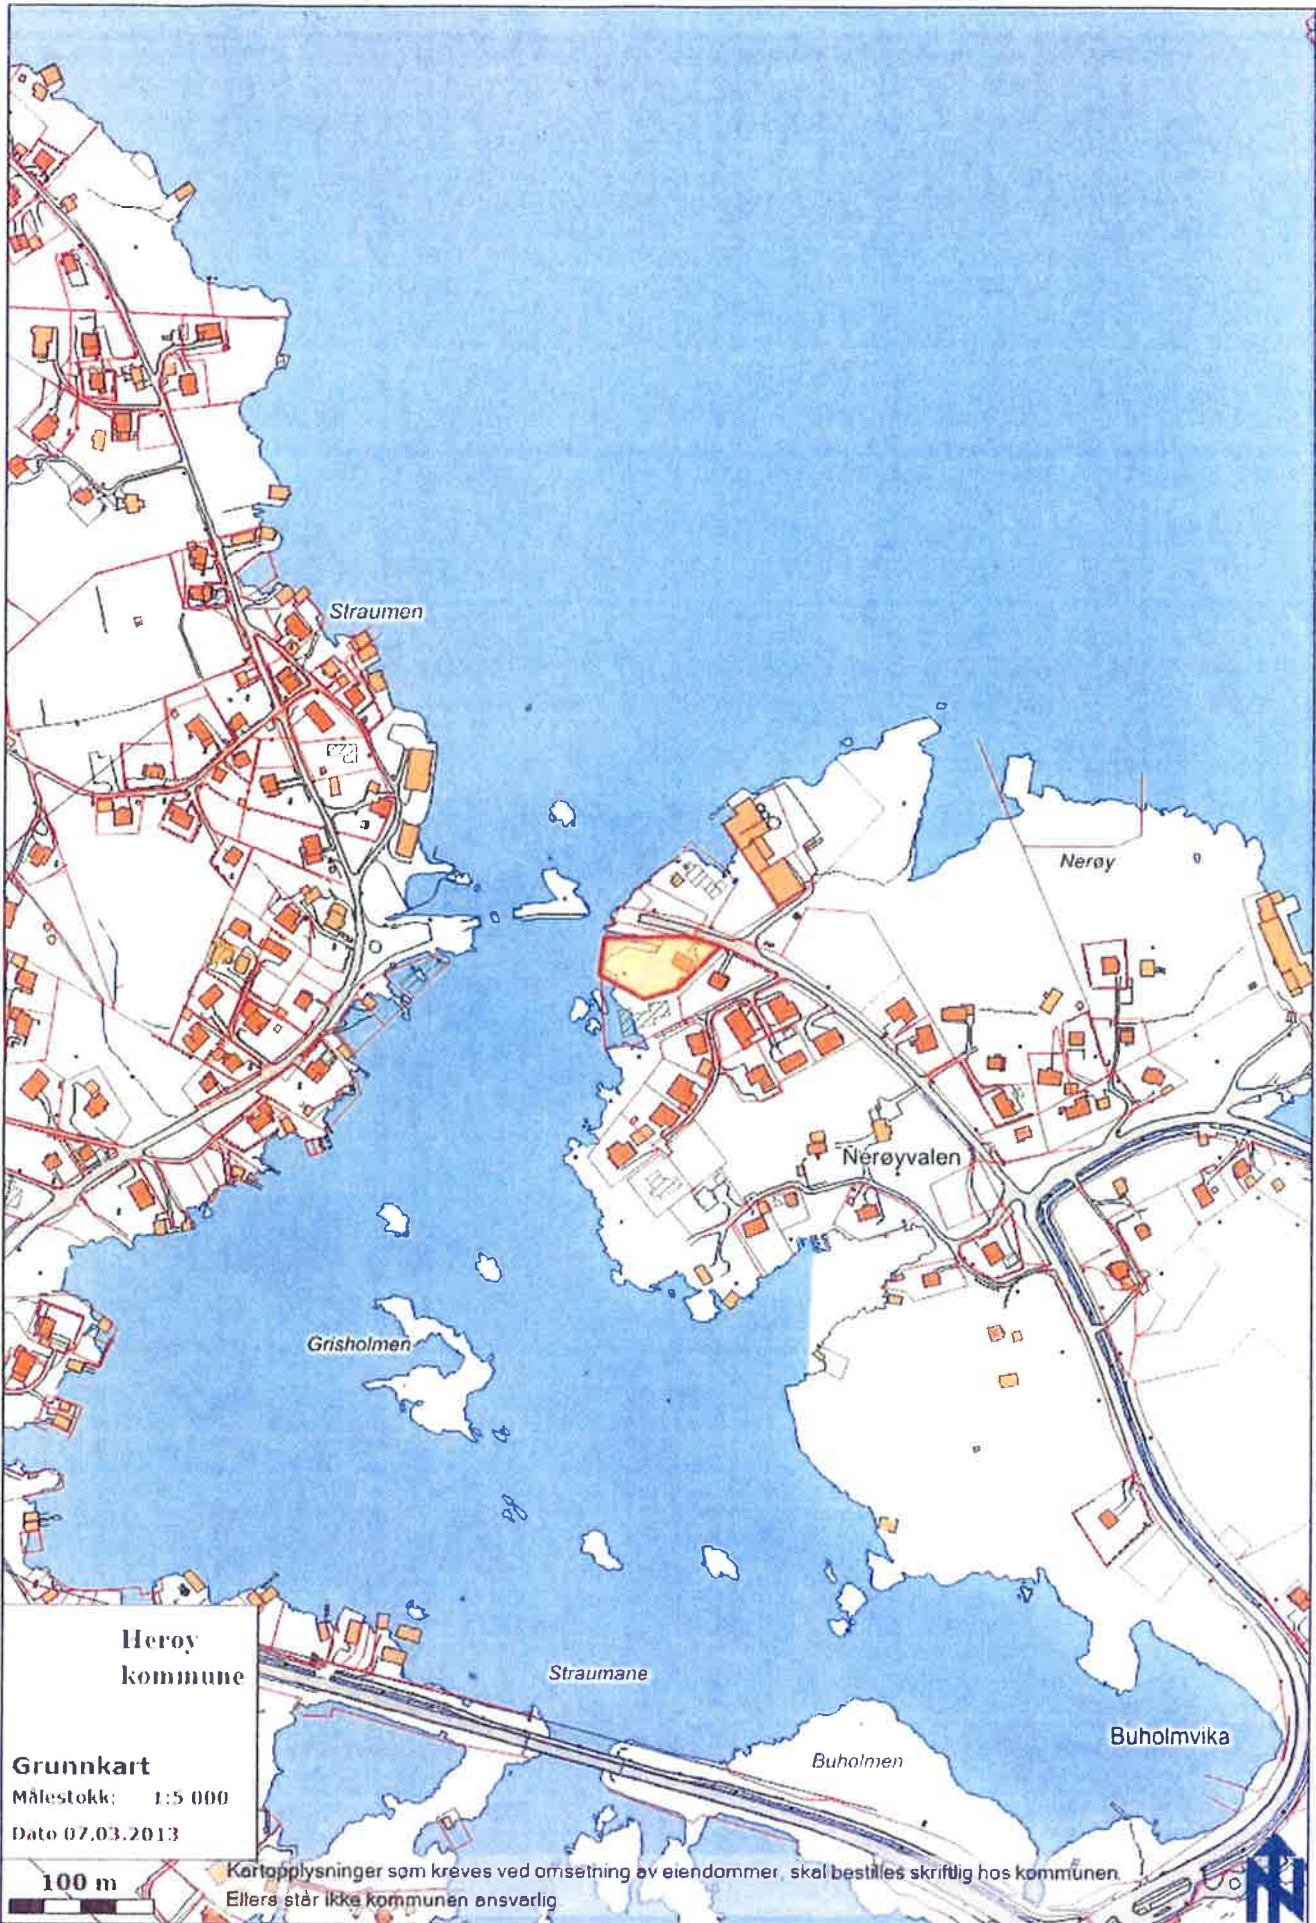 Straumen
Nerøy
Nerøyvalen
Grisholmen
Straumane
Buholmen
Buholmvika
Herøy
kommune
Grunnkart
Målestokk: 1:5 000
Dato 07.03.2013
100 m
Kartopplysninger som kreves ved omsetning av eiendommer, skal bestilles skriftlig hos kommunen.
Ellers står ikke kommunen ansvarlig.
N